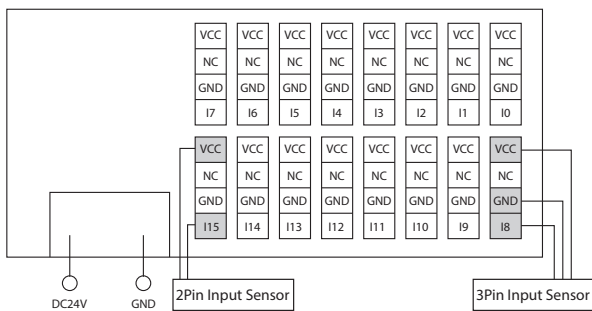 VCC VCC VCC VCC VCC VCC VCC VCC
NC NC NC NC NC NC NC NC
GND GND GND GND GND GND GND GND
I7 I6 I5 I4 I3 I2 I1 I0
VCC VCC VCC VCC VCC VCC VCC VCC
NC NC NC NC NC NC NC NC
GND GND GND GND GND GND GND GND
I15 I14 I13 I12 I11 I10 I9 I8
DC24V GND 2Pin Input Sensor 3Pin Input Sensor